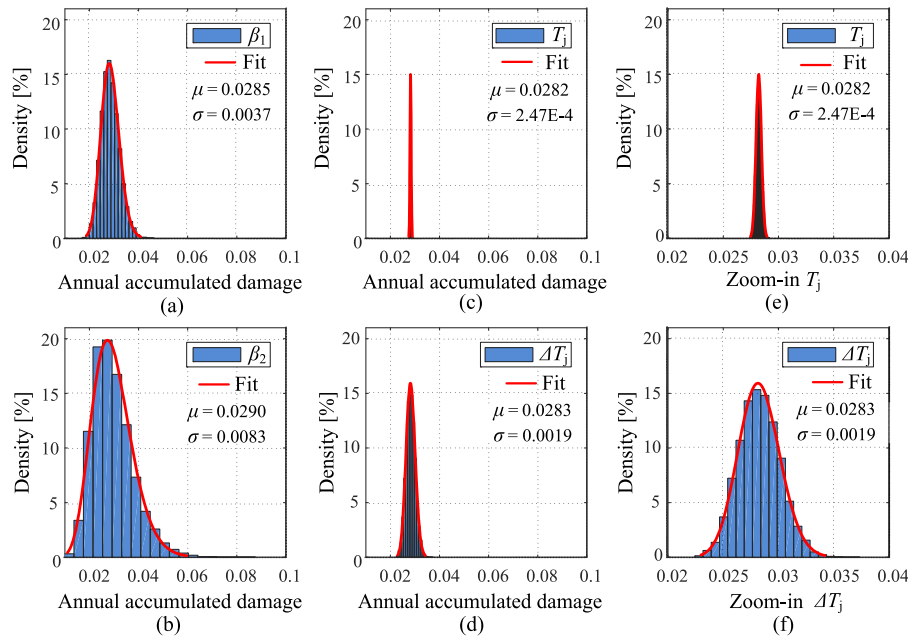 20
15
10
5
0
Density [%]
β1
Fit
μ = 0.0285
σ = 0.0037
0.02 0.04 0.06 0.08 0.1
Annual accumulated damage
(a)
20
15
10
5
0
Density [%]
Tj
Fit
μ = 0.0282
σ = 2.47E-4
0 0.02 0.04 0.06 0.08 0.1
Annual accumulated damage
(c)
20
15
10
5
0
Density [%]
Tj
Fit
μ = 0.0282
σ = 2.47E-4
0.02 0.025 0.03 0.035 0.04
Zoom-in Tj
(e)
20
15
10
5
0
Density [%]
β2
Fit
μ = 0.0290
σ = 0.0083
0.02 0.04 0.06 0.08 0.1
Annual accumulated damage
(b)
20
15
10
5
0
Density [%]
ΔTj
Fit
μ = 0.0283
σ = 0.0019
0 0.02 0.04 0.06 0.08 0.1
Annual accumulated damage
(d)
20
15
10
5
0
Density [%]
ΔTj
Fit
μ = 0.0283
σ = 0.0019
0.02 0.025 0.03 0.035 0.04
Zoom-in ΔTj
(f)